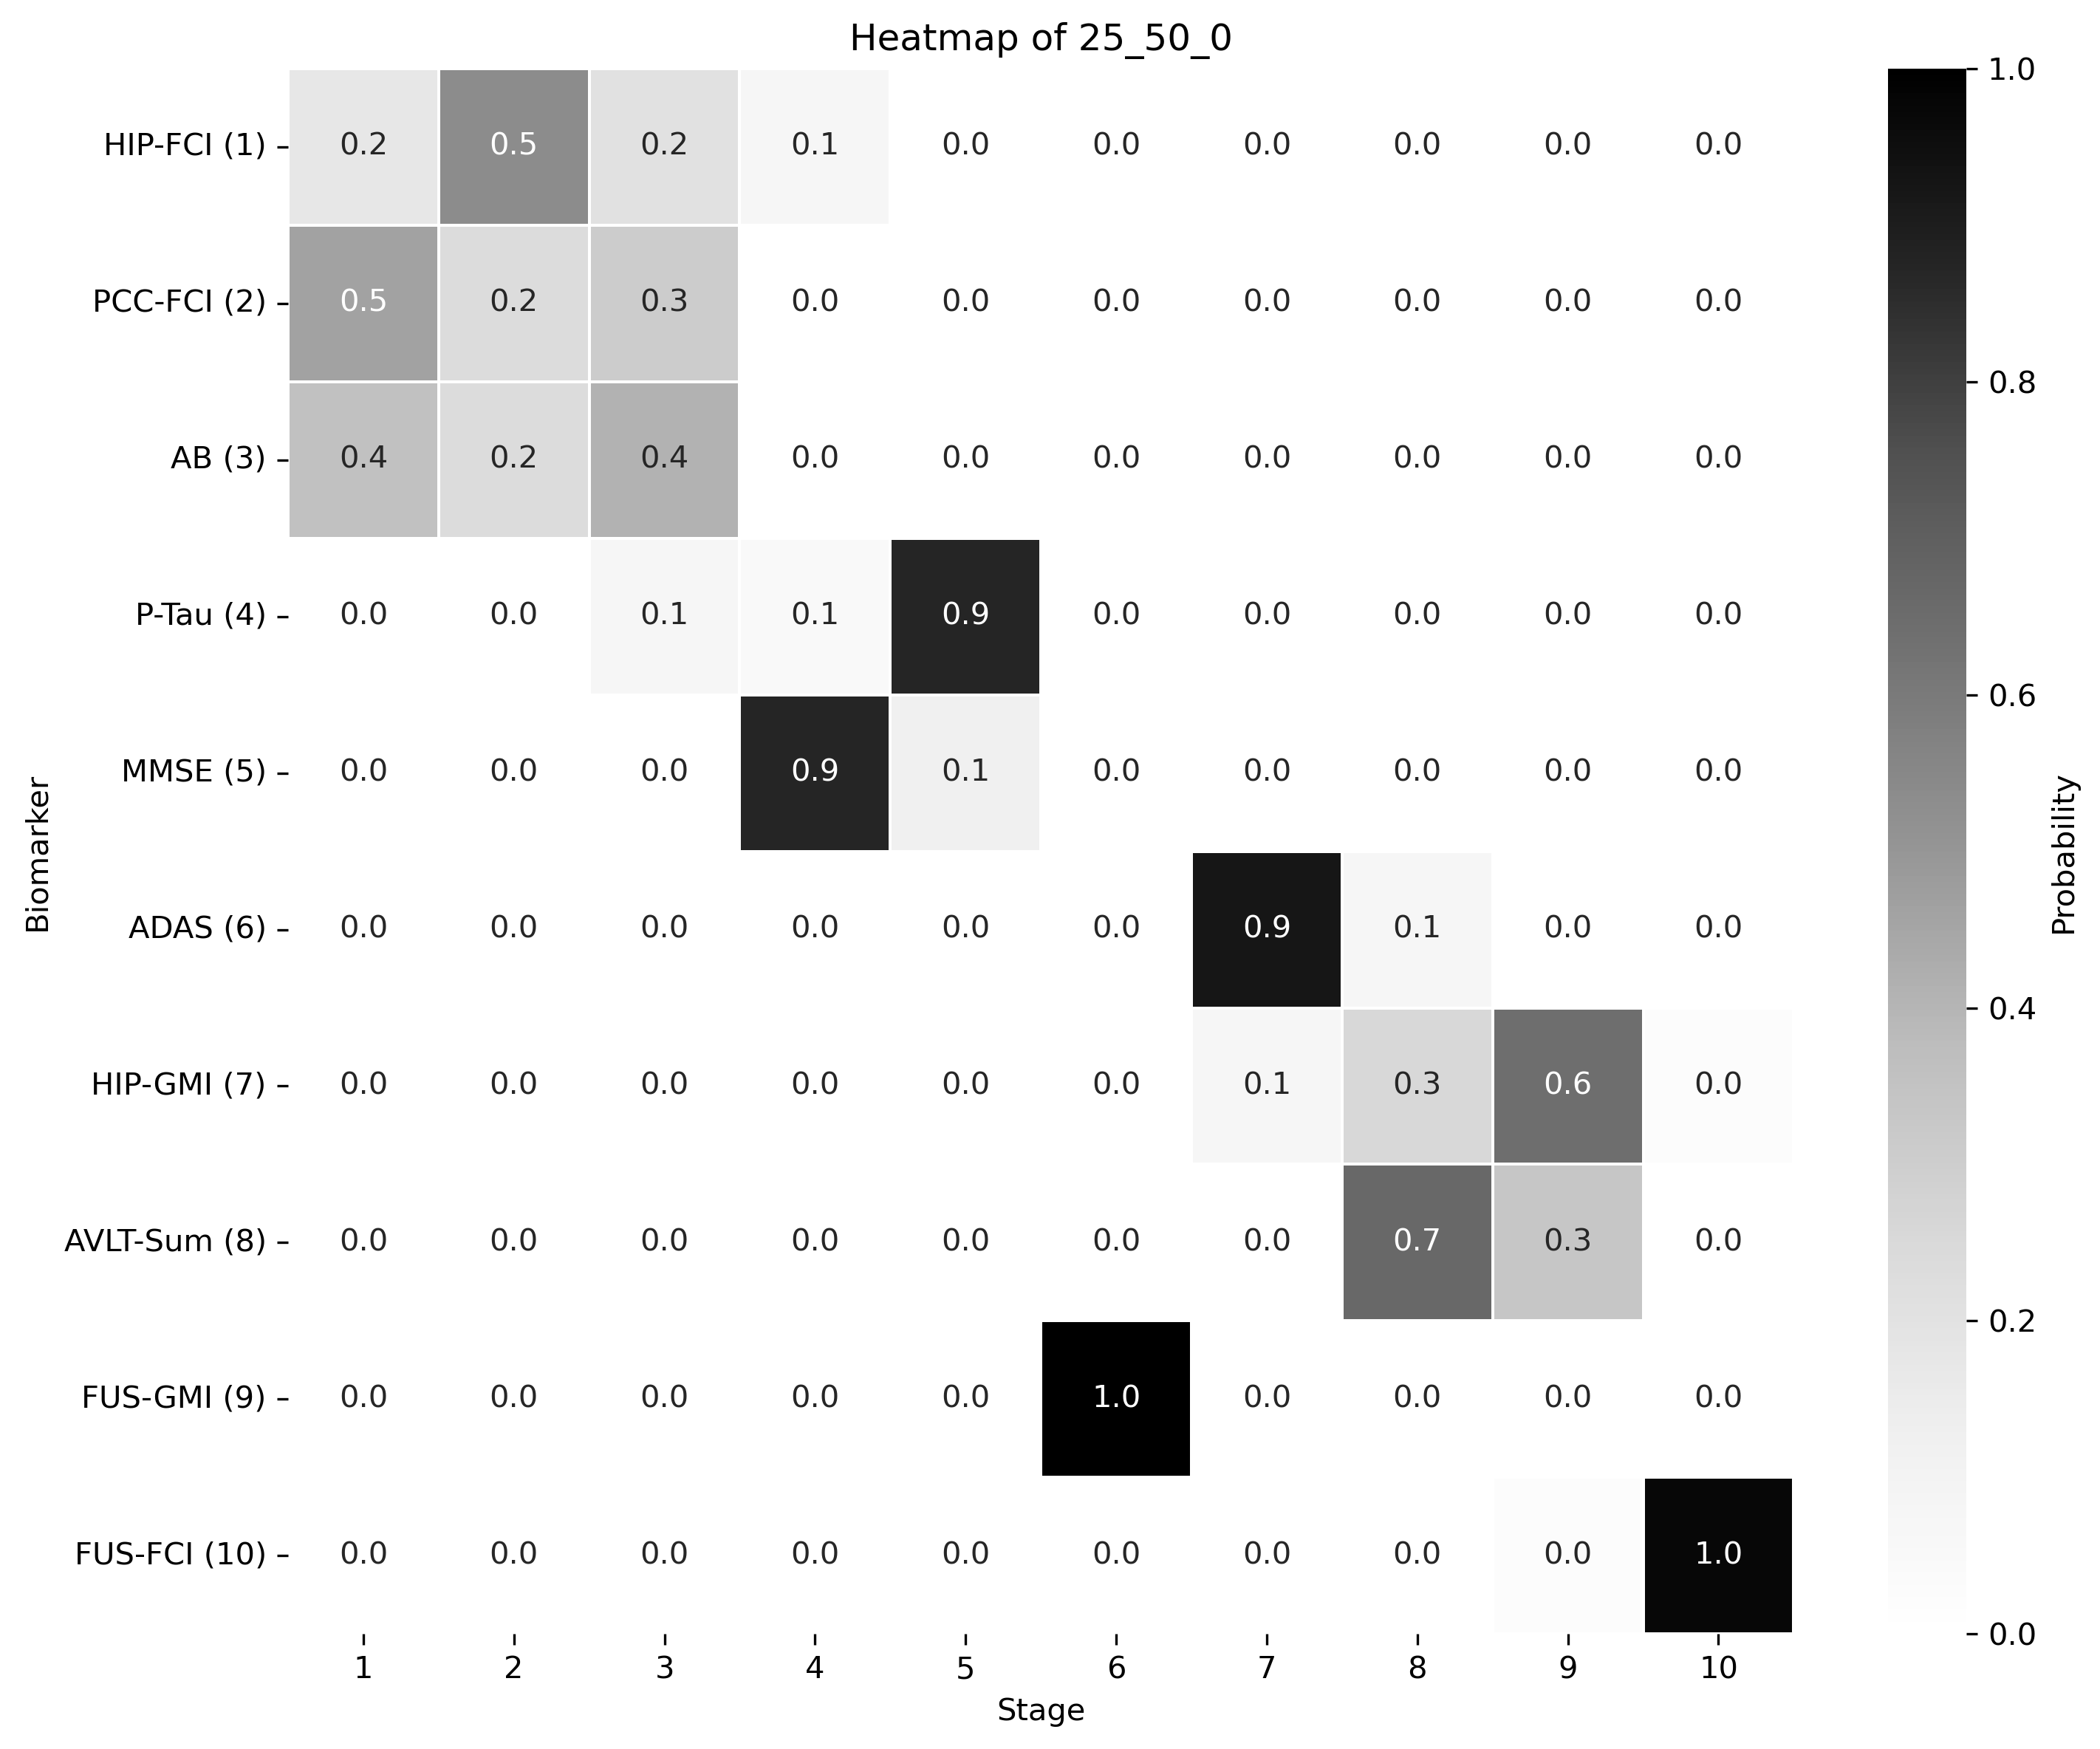 Heatmap of 25_50_0
HIP-FCI (1) 0.2 0.5 0.2 0.1 0.0 0.0 0.0 0.0 0.0 0.0
PCC-FCI (2) 0.5 0.2 0.3 0.0 0.0 0.0 0.0 0.0 0.0 0.0
AB (3) 0.4 0.2 0.4 0.0 0.0 0.0 0.0 0.0 0.0 0.0
P-Tau (4) 0.0 0.0 0.1 0.1 0.9 0.0 0.0 0.0 0.0 0.0
MMSE (5) 0.0 0.0 0.0 0.9 0.1 0.0 0.0 0.0 0.0 0.0
ADAS (6) 0.0 0.0 0.0 0.0 0.0 0.0 0.9 0.1 0.0 0.0
HIP-GMI (7) 0.0 0.0 0.0 0.0 0.0 0.0 0.1 0.3 0.6 0.0
AVLT-Sum (8) 0.0 0.0 0.0 0.0 0.0 0.0 0.0 0.7 0.3 0.0
FUS-GMI (9) 0.0 0.0 0.0 0.0 0.0 1.0 0.0 0.0 0.0 0.0
FUS-FCI (10) 0.0 0.0 0.0 0.0 0.0 0.0 0.0 0.0 0.0 1.0
1 2 3 4 5 6 7 8 9 10
Stage
Biomarker
1.0
0.8
0.6
0.4
0.2
0.0
Probability